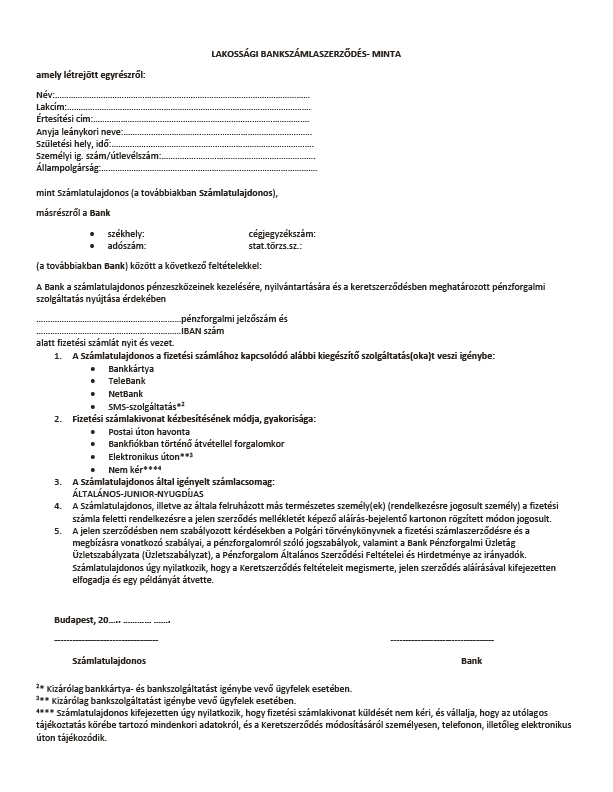 LAKOSSÁGI BANKSZÁMLASZERZŐDÉS- MINTA
amely létrejött egyrészről:
Név:……………………………………………………………………………
Lakcím:…………………………………………………………………………
Értesítési cím:…………………………………………………………………
Anyja leánykori neve:…………………………………………………………
Születési hely, idő:……………………………………………………………
Személyi ig. szám/útlevélszám:………………………………………………
Állampolgárság:…………………………………………………………………
mint Számlatulajdonos (a továbbiakban Számlatulajdonos),
másrészről a Bank
• székhely: cégjegyzékszám:
• adószám: stat.törzs.sz.:
(a továbbiakban Bank) között a következő feltételekkel:
A Bank a számlatulajdonos pénzeszközeinek kezelésére, nyilvántartására és a keretszerződésben meghatározott pénzforgalmi
szolgáltatás nyújtása érdekében
……………………………………………………pénzforgalmi jelzőszám és
……………………………………………………IBAN szám
alatt fizetési számlát nyit és vezet.
1. A Számlatulajdonos a fizetési számlához kapcsolódó alábbi kiegészítő szolgáltatás(oka)t veszi igénybe:
• Bankkártya
• TeleBank
• NetBank
• SMS-szolgáltatás*2
2. Fizetési számlakivonat kézbesítésének módja, gyakorisága:
• Postai úton havonta
• Bankfiókban történő átvétellel forgalomkor
• Elektronikus úton**3
• Nem kér***4
3. A Számlatulajdonos által igényelt számlacsomag:
ÁLTALÁNOS-JUNIOR-NYUGDÍJAS
4. A Számlatulajdonos, illetve az általa felruházott más természetes személy(ek) (rendelkezésre jogosult személy) a fizetési
számla feletti rendelkezésre a jelen szerződés mellékletét képező aláírás-bejelentő kartonon rögzített módon jogosult.
5. A jelen szerződésben nem szabályozott kérdésekben a Polgári törvénykönyvnek a fizetési számlaszerződésre és a
megbízásra vonatkozó szabályai, a pénzforgalomról szóló jogszabályok, valamint a Bank Pénzforgalmi Üzletág
Üzletszabályzata (Üzletszabályzat), a Pénzforgalom Általános Szerződési Feltételei és Hirdetménye az irányadók.
Számlatulajdonos úgy nyilatkozik, hogy a Keretszerződés feltételeit megismerte, jelen szerződés aláírásával kifejezetten
elfogadja és egy példányát átvette.
Budapest, 20….. ………… …….
---------------------------------- ----------------------------------
Számlatulajdonos Bank
2* Kizárólag bankkártya- és bankszolgáltatást igénybe vevő ügyfelek esetében.
3** Kizárólag bankszolgáltatást igénybe vevő ügyfelek esetében.
4*** Számlatulajdonos kifejezetten úgy nyilatkozik, hogy fizetési számlakivonat küldését nem kéri, és vállalja, hogy az utólagos
tájékoztatás körébe tartozó mindenkori adatokról, és a Keretszerződés módosításáról személyesen, telefonon, illetőleg elektronikus
úton tájékozódik.